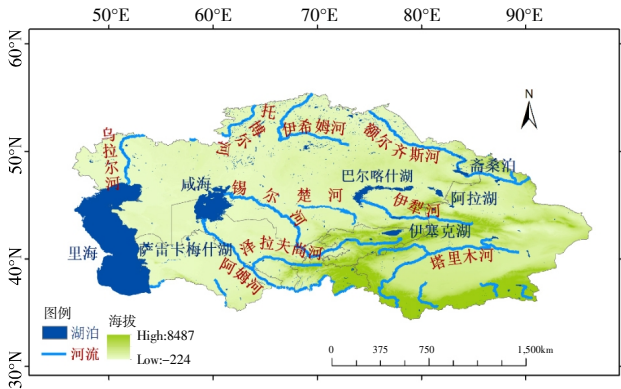 50°E 60°E 70°E 80°E 90°E
60°N
50°N
40°N
30°N
N
乌拉尔河
托博尔河
伊希姆河
额尔齐斯河
斋桑泊
巴尔喀什湖
阿拉湖
咸海
锡尔河
楚河
伊犁河
伊塞克湖
里海
萨雷卡梅什湖
泽拉夫尚河
阿姆河
塔里木河
图例
湖泊
河流
海拔
High:8487
Low:−224
0 375 750 1,500km